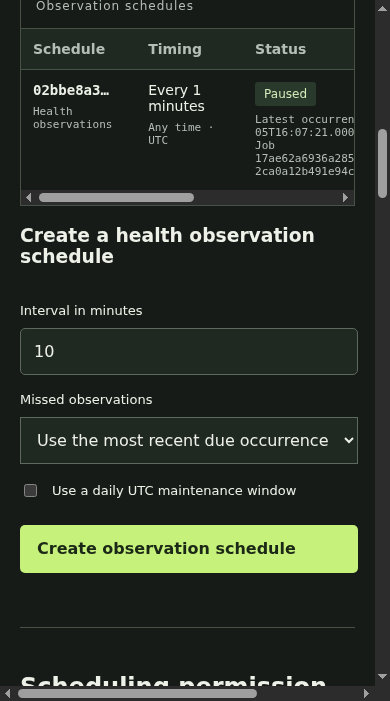 Observation schedules
Schedule Timing Status
02bbe8a3… Every 1 minutes Paused
Health observations
Any time · UTC
Latest occurren
05T16:07:21.000
Job
17ae62a6936a285
2ca0a12b491e94c
Create a health observation
schedule
Interval in minutes
10
Missed observations
Use the most recent due occurrence
Use a daily UTC maintenance window
Create observation schedule
Scheduling permission